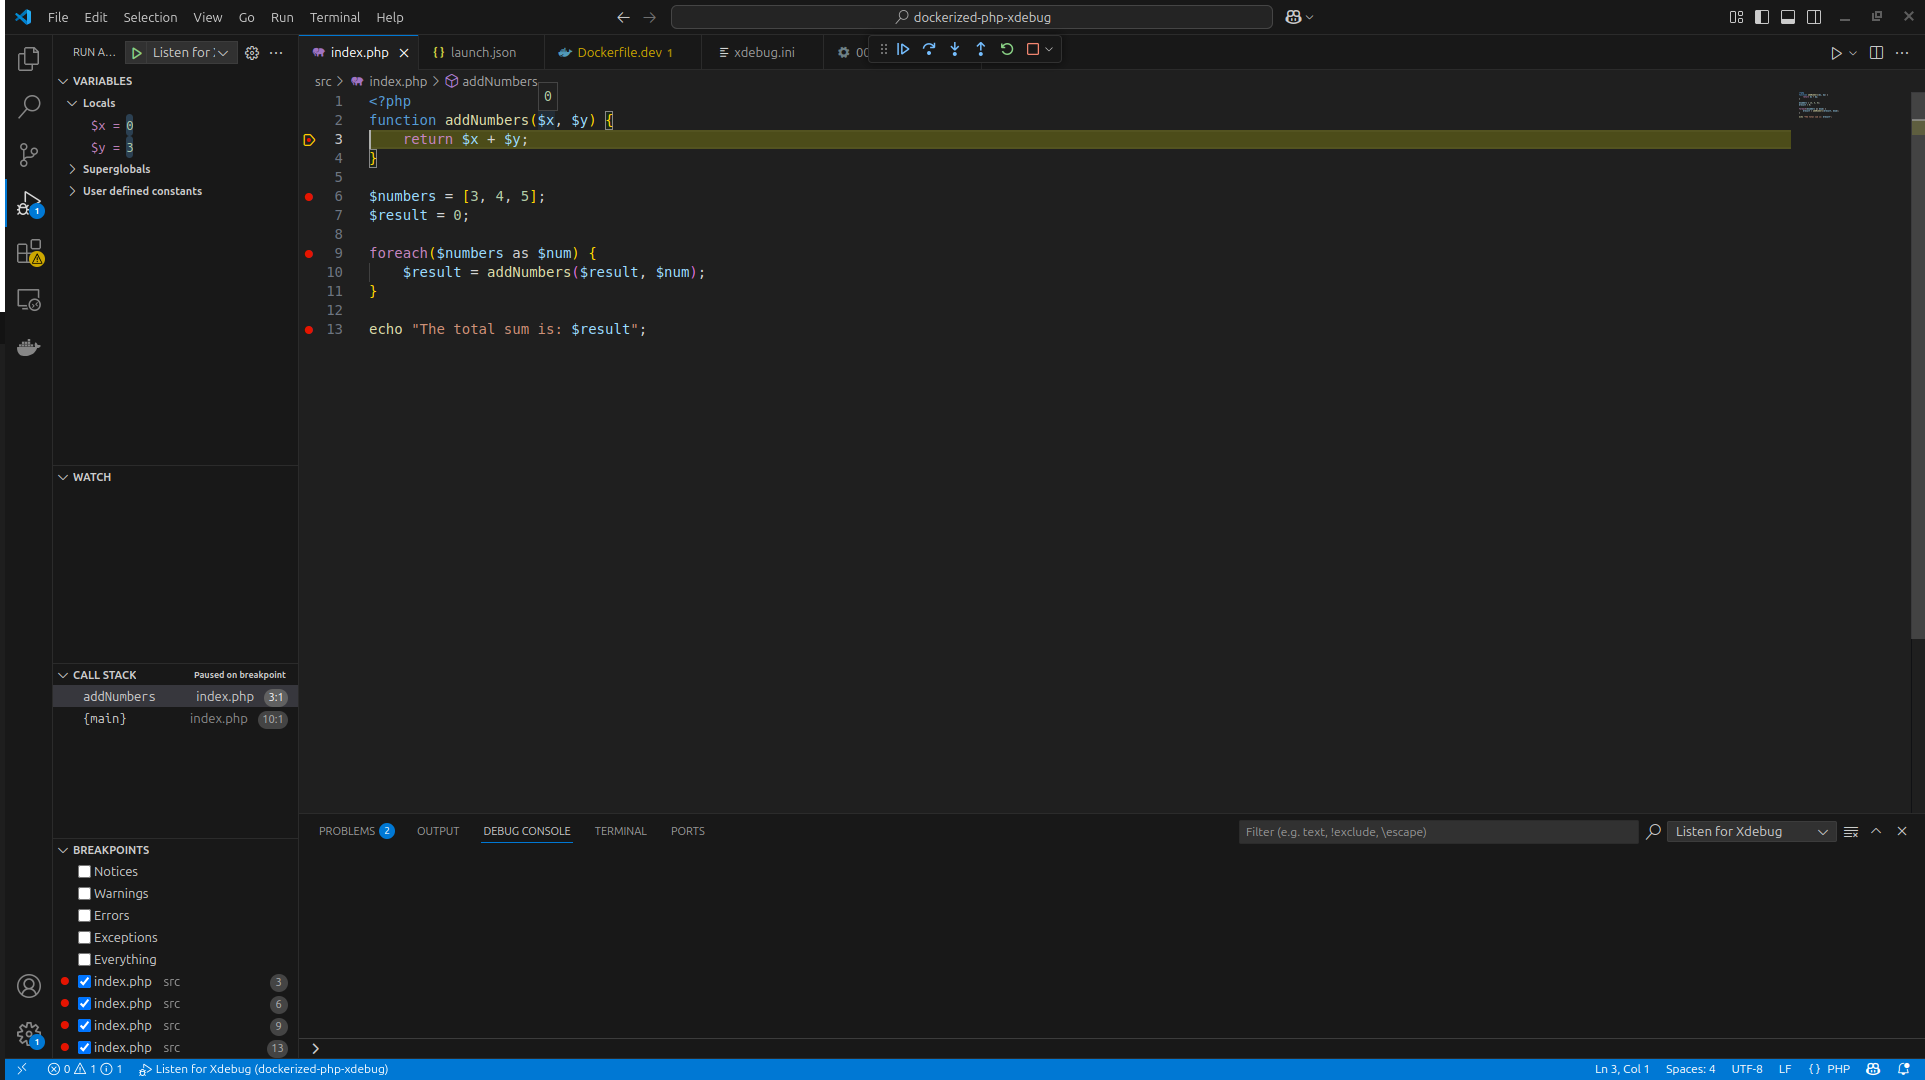 File Edit Selection View Go Run Terminal Help
dockerized-php-xdebug
RUN A... Listen for
index.php
launch.json
Dockerfile.dev 1
xdebug.ini
VARIABLES
Locals
$x = 0
$y = 3
Superglobals
User defined constants
WATCH
CALL STACK Paused on breakpoint
addNumbers index.php 3:1
{main} index.php 10:1
BREAKPOINTS
Notices
Warnings
Errors
Exceptions
Everything
index.php src 3
index.php src 6
index.php src 9
index.php src 13
src > index.php > addNumbers
0
1 <?php
2 function addNumbers($x, $y) {
3 return $x + $y;
4 }
5
6 $numbers = [3, 4, 5];
7 $result = 0;
8
9 foreach($numbers as $num) {
10 $result = addNumbers($result, $num);
11 }
12
13 echo "The total sum is: $result";
PROBLEMS 2 OUTPUT DEBUG CONSOLE TERMINAL PORTS
Filter (e.g. text, !exclude, \escape)
Listen for Xdebug
0 1 1 Listen for Xdebug (dockerized-php-xdebug)
Ln 3, Col 1 Spaces: 4 UTF-8 LF {} PHP